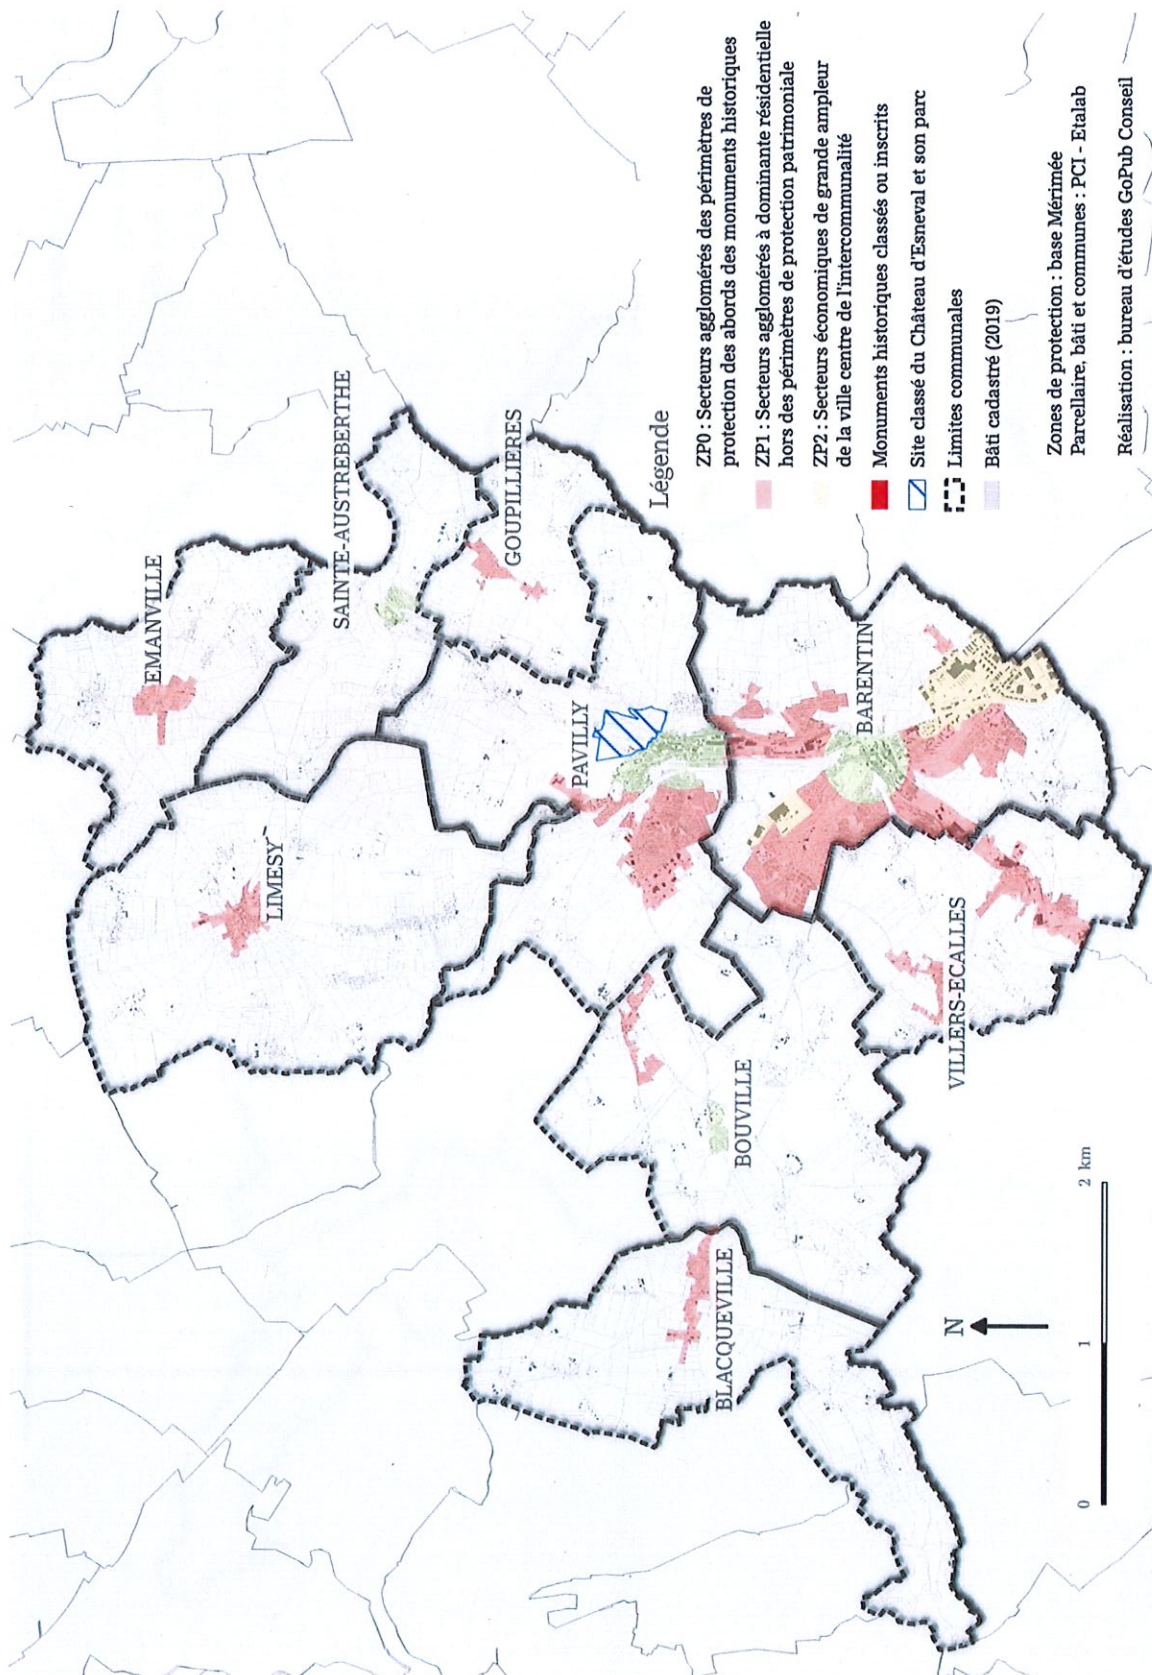 EMANVILLE
SAINTE-AUSTREBERTHE
LIMESY
GOUPILLIERES
PAVILLY
BOUVILLE
BLACQUEVILLE
BARENTIN
VILLERS-ECALLES
N
0 1 2 km
Légende
ZP0 : Secteurs agglomérés des périmètres de
protection des abords des monuments historiques
ZP1 : Secteurs agglomérés à dominante résidentielle
hors des périmètres de protection patrimoniale
ZP2 : Secteurs économiques de grande ampleur
de la ville centre de l'intercommunalité
Monuments historiques classés ou inscrits
Site classé du Château d'Esneval et son parc
Limites communales
Bâti cadastré (2019)
Zones de protection : base Mérimée
Parcellaire, bâti et communes : PCI - Etalab
Réalisation : bureau d'études GoPub Conseil